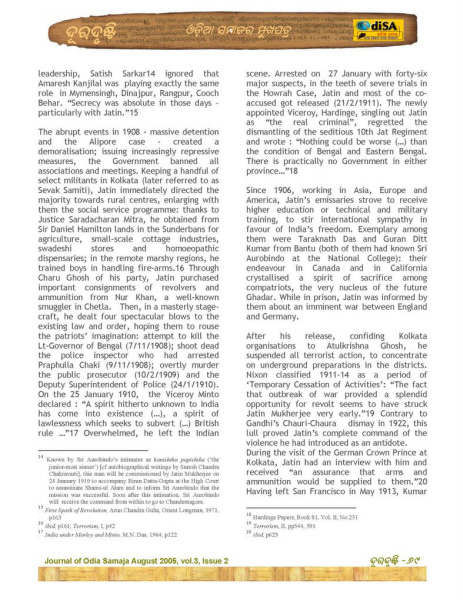 ଦୂରଦୃଷ୍ଟି
ଓଡ଼ିଆ ସମାଜର ମୁଖପତ୍ର
diSA
leadership, Satish Sarkar14 ignored that
Amaresh Kanjilal was playing exactly the same
role in Mymensingh, Dinajpur, Rangpur, Cooch
Behar. “Secrecy was absolute in those days –
particularly with Jatin.”15
The abrupt events in 1908 - massive detention
and the Alipore case - created a
demoralisation; issuing increasingly repressive
measures, the Government banned all
associations and meetings. Keeping a handful of
select militants in Kolkata (later referred to as
Sevak Samiti), Jatin immediately directed the
majority towards rural centres, enlarging with
them the social service programme: thanks to
Justice Saradacharan Mitra, he obtained from
Sir Daniel Hamilton lands in the Sunderbans for
agriculture, small-scale cottage industries,
swadeshi stores and homoeopathic
dispensaries; in the remote marshy regions, he
trained boys in handling fire-arms.16 Through
Charu Ghosh of his party, Jatin purchased
important consignments of revolvers and
ammunition from Nur Khan, a well-known
smuggler in Chetla. Then, in a masterly stage-
craft, he dealt four spectacular blows to the
existing law and order, hoping them to rouse
the patriots’ imagination: attempt to kill the
Lt-Governor of Bengal (7/11/1908); shoot dead
the police inspector who had arrested
Praphulla Chaki (9/11/1908); overtly murder
the public prosecutor (10/2/1909) and the
Deputy Superintendent of Police (24/1/1910).
On the 25 January 1910, the Viceroy Minto
declared : “A spirit hitherto unknown to India
has come into existence (…), a spirit of
lawlessness which seeks to subvert (…) British
rule …”17 Overwhelmed, he left the Indian
14 Known by Sri Aurobindo's intimates as kanishtha papishtha ('the
junior-most sinner') [cf autobiographical writings by Suresh Chandra
Chakravarti], this man will be commissioned by Jatin Mukherjee on
24 January 1910 to accompany Biren Datta-Gupta at the High Court
to assassinate Shams-ul Alam and to inform Sri Aurobindo that the
mission was successful. Soon after this intimation, Sri Aurobindo
will receive the command from within to go to Chandernagore.
15 First Spark of Revolution, Arun Chandra Guha, Orient Longman, 1971,
p163
16 ibid, p161; Terrorism, I, p42
17 India under Morley and Minto, M.N. Das, 1964, p122
scene. Arrested on 27 January with forty-six
major suspects, in the teeth of severe trials in
the Howrah Case, Jatin and most of the co-
accused got released (21/2/1911). The newly
appointed Viceroy, Hardinge, singling out Jatin
as “the real criminal”, regretted the
dismantling of the seditious 10th Jat Regiment
and wrote : “Nothing could be worse (…) than
the condition of Bengal and Eastern Bengal.
There is practically no Government in either
province…”18
Since 1906, working in Asia, Europe and
America, Jatin’s emissaries strove to receive
higher education or technical and military
training, to stir international sympathy in
favour of India’s freedom. Exemplary among
them were Taraknath Das and Guran Ditt
Kumar from Bantu (both of them had known Sri
Aurobindo at the National College): their
endeavour in Canada and in California
crystallised a spirit of sacrifice among
compatriots, the very nucleus of the future
Ghadar. While in prison, Jatin was informed by
them about an imminent war between England
and Germany.
After his release, confiding Kolkata
organisations to Atulkrishna Ghosh, he
suspended all terrorist action, to concentrate
on underground preparations in the districts.
Nixon classified 1911-14 as a period of
‘Temporary Cessation of Activities’: “The fact
that outbreak of war provided a splendid
opportunity for revolt seems to have struck
Jatin Mukherjee very early.”19 Contrary to
Gandhi’s Chauri-Chaura dismay in 1922, this
lull proved Jatin’s complete command of the
violence he had introduced as an antidote.
During the visit of the German Crown Prince at
Kolkata, Jatin had an interview with him and
received “an assurance that arms and
ammunition would be supplied to them.”20
Having left San Francisco in May 1913, Kumar
18 Hardinge Papers, Book 81, Vol. II, No.231
19 Terrorism, II, pp544, 591
20 ibid, p625
Journal of Odia Samaja August 2005, vol.3, Issue 2
ଦୂରଦୃଷ୍ଟି -୬୯